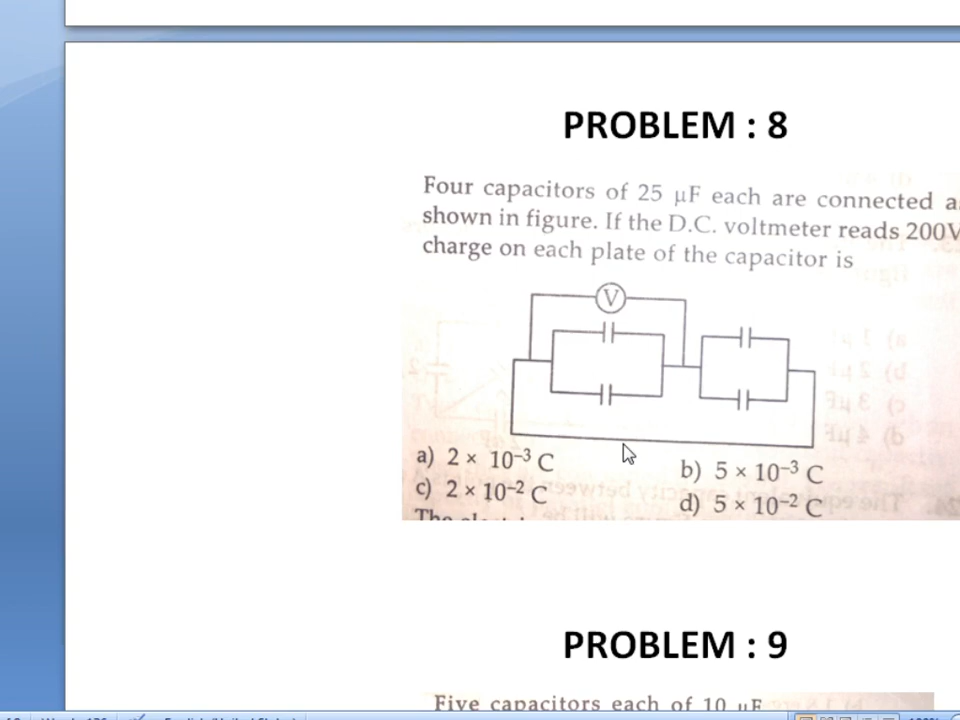 PROBLEM : 8
Four capacitors of 25 μF each are connected
shown in figure. If the D.C. voltmeter reads 200V
charge on each plate of the capacitor is
V
a) 2 × 10⁻³ C
b) 5 × 10⁻³ C
c) 2 × 10⁻² C
d) 5 × 10⁻² C
PROBLEM : 9
Five capacitors each of 10 μF